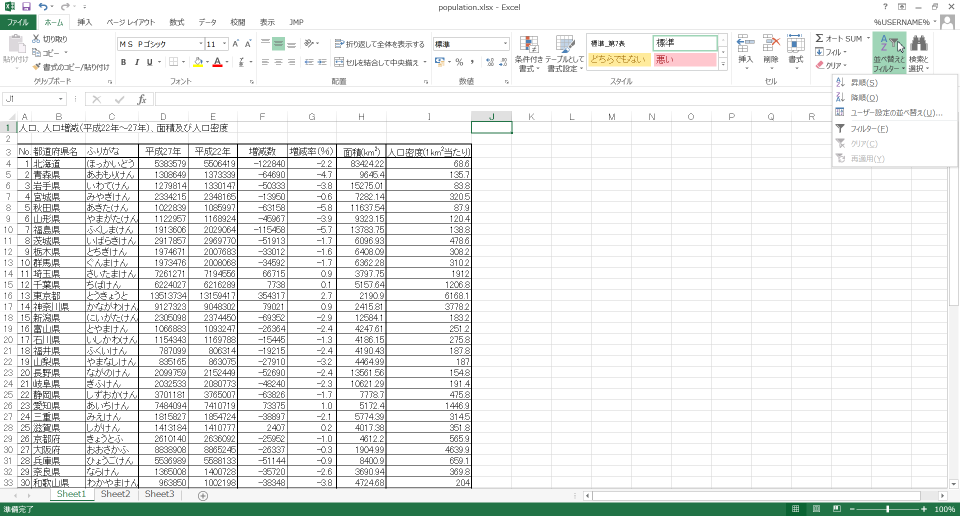 population.xlsx - Excel
ファイル ホーム 挿入 ページ レイアウト 数式 データ 校閲 表示 JMP %USERNAME%
貼り付け 切り取り コピー 書式のコピー/貼り付け クリップボード
ＭＳ Ｐゴシック 11 B I U フォント
折り返して全体を表示する セルを結合して中央揃え 配置
標準 % 数値
条件付き書式 テーブルとして書式設定 標準_第7表 標準 どちらでもない 悪い スタイル
挿入 削除 書式 セル
Σ オート SUM フィル クリア 並べ替えとフィルター 検索と選択
昇順(S)
降順(O)
ユーザー設定の並べ替え(U)...
フィルター(F)
クリア(C)
再適用(Y)
J1 fx
A B C D E F G H I J K L M N O P Q R
1 人口、人口増減(平成22年～27年)、面積及び人口密度
2
3 No. 都道府県名 ふりがな 平成27年 平成22年 増減数 増減率(％) 面積(km²) 人口密度(1km²当たり)
4 1 北海道 (ほっかいどう 5383579 5506419 -122840 -2.2 83424.22 68.6
5 2 青森県 あおもりけん 1308649 1373339 -64690 -4.7 9645.4 135.7
6 3 岩手県 いわてけん 1279814 1330147 -50333 -3.8 15275.01 83.8
7 4 宮城県 みやぎけん 2334215 2348165 -13950 -0.6 7282.14 320.5
8 5 秋田県 あきたけん 1022839 1085997 -63158 -5.8 11637.54 87.9
9 6 山形県 やまがたけん 1122957 1168924 -45967 -3.9 9323.15 120.4
10 7 福島県 ふくしまけん 1913606 2029064 -115458 -5.7 13783.75 138.8
11 8 茨城県 いばらきけん 2917857 2969770 -51913 -1.7 6096.93 478.6
12 9 栃木県 とちぎけん 1974671 2007683 -33012 -1.6 6408.09 308.2
13 10 群馬県 ぐんまけん 1973476 2008068 -34592 -1.7 6362.28 310.2
14 11 埼玉県 さいたまけん 7261271 7194556 66715 0.9 3797.75 1912
15 12 千葉県 ちばけん 6224027 6216289 7738 0.1 5157.64 1206.8
16 13 東京都 とうきょうと 13513734 13159417 354317 2.7 2190.9 6168.1
17 14 神奈川県 かながわけん 9127323 9048302 79021 0.9 2415.81 3778.2
18 15 新潟県 (にいがたけん 2305098 2374450 -69352 -2.9 12584.1 183.2
19 16 富山県 とやまけん 1066883 1093247 -26364 -2.4 4247.61 251.2
20 17 石川県 いしかわけん 1154343 1169788 -15445 -1.3 4186.15 275.8
21 18 福井県 ふくいけん 787099 806314 -19215 -2.4 4190.43 187.8
22 19 山梨県 やまなしけん 835165 863075 -27910 -3.2 4464.99 187
23 20 長野県 ながのけん 2099759 2152449 -52690 -2.4 13561.56 154.8
24 21 岐阜県 ぎふけん 2032533 2080773 -48240 -2.3 10621.29 191.4
25 22 静岡県 しずおかけん 3701181 3765007 -63826 -1.7 7778.7 475.8
26 23 愛知県 あいちけん 7484094 7410719 73375 1.0 5172.4 1446.9
27 24 三重県 みえけん 1815827 1854724 -38897 -2.1 5774.39 314.5
28 25 滋賀県 しがけん 1413184 1410777 2407 0.2 4017.38 351.8
29 26 京都府 きょうとふ 2610140 2636092 -25952 -1.0 4612.2 565.9
30 27 大阪府 おおさかふ 8838908 8865245 -26337 -0.3 1904.99 4639.9
31 28 兵庫県 ひょうごけん 5536989 5588133 -51144 -0.9 8400.9 659.1
32 29 奈良県 ならけん 1365008 1400728 -35720 -2.6 3690.94 369.8
33 30 和歌山県 わかやまけん 963850 1002198 -38348 -3.8 4724.68 204
Sheet1 Sheet2 Sheet3
準備完了 100%